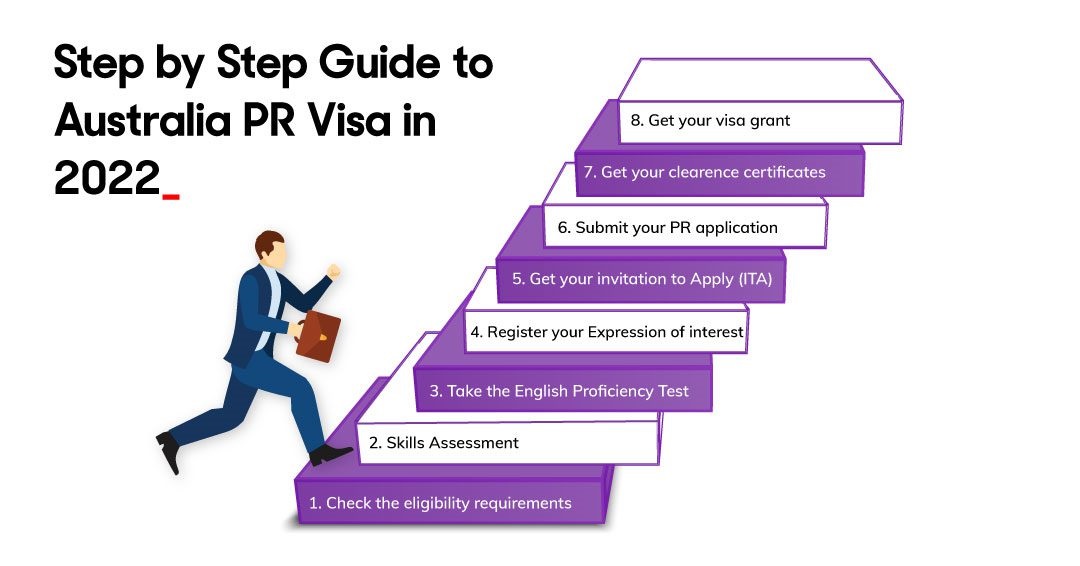 Step by Step Guide to
Australia PR Visa in
2022_
8. Get your visa grant
7. Get your clearence certificates
6. Submit your PR application
5. Get your invitation to Apply (ITA)
4. Register your Expression of interest
3. Take the English Proficiency Test
2. Skills Assessment
1. Check the eligibility requirements